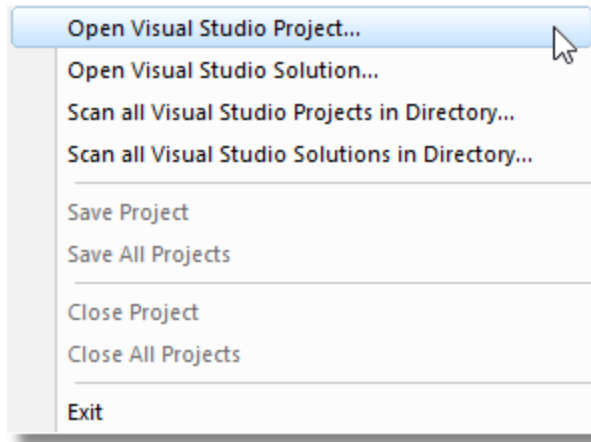 Open Visual Studio Project...
Open Visual Studio Solution...
Scan all Visual Studio Projects in Directory...
Scan all Visual Studio Solutions in Directory...
Save Project
Save All Projects
Close Project
Close All Projects
Exit